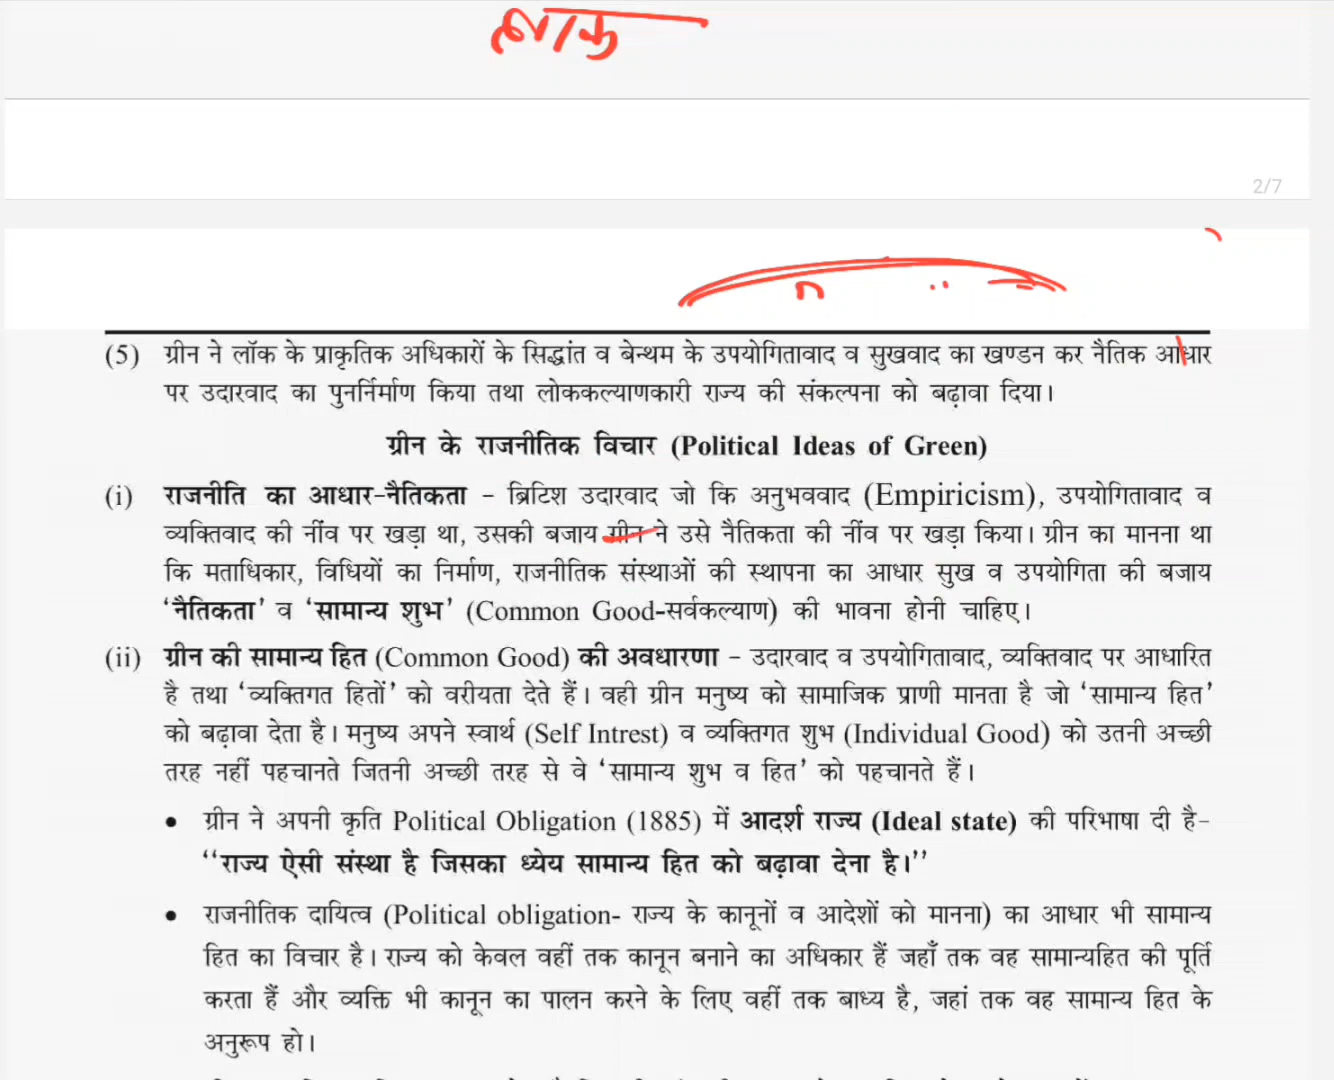 लोक
2/7
(5) ग्रीन ने लॉक के प्राकृतिक अधिकारों के सिद्धांत व बेन्थम के उपयोगितावाद व सुखवाद का खण्डन कर नैतिक आधार
पर उदारवाद का पुनर्निर्माण किया तथा लोककल्याणकारी राज्य की संकल्पना को बढ़ावा दिया।
ग्रीन के राजनीतिक विचार (Political Ideas of Green)
(i) राजनीति का आधार-नैतिकता – ब्रिटिश उदारवाद जो कि अनुभववाद (Empiricism), उपयोगितावाद व
व्यक्तिवाद की नींव पर खड़ा था, उसकी बजाय ग्रीन ने उसे नैतिकता की नींव पर खड़ा किया। ग्रीन का मानना था
कि मताधिकार, विधियों का निर्माण, राजनीतिक संस्थाओं की स्थापना का आधार सुख व उपयोगिता की बजाय
'नैतिकता' व 'सामान्य शुभ' (Common Good-सर्वकल्याण) की भावना होनी चाहिए।
(ii) ग्रीन की सामान्य हित (Common Good) की अवधारणा – उदारवाद व उपयोगितावाद, व्यक्तिवाद पर आधारित
है तथा 'व्यक्तिगत हितों' को वरीयता देते हैं। वही ग्रीन मनुष्य को सामाजिक प्राणी मानता है जो 'सामान्य हित'
को बढ़ावा देता है। मनुष्य अपने स्वार्थ (Self Intrest) व व्यक्तिगत शुभ (Individual Good) को उतनी अच्छी
तरह नहीं पहचानते जितनी अच्छी तरह से वे 'सामान्य शुभ व हित' को पहचानते हैं।
• ग्रीन ने अपनी कृति Political Obligation (1885) में आदर्श राज्य (Ideal state) की परिभाषा दी है–
''राज्य ऐसी संस्था है जिसका ध्येय सामान्य हित को बढ़ावा देना है।''
• राजनीतिक दायित्व (Political obligation- राज्य के कानूनों व आदेशों को मानना) का आधार भी सामान्य
हित का विचार है। राज्य को केवल वहीं तक कानून बनाने का अधिकार हैं जहाँ तक वह सामान्यहित की पूर्ति
करता हैं और व्यक्ति भी कानून का पालन करने के लिए वहीं तक बाध्य है, जहां तक वह सामान्य हित के
अनुरूप हो।